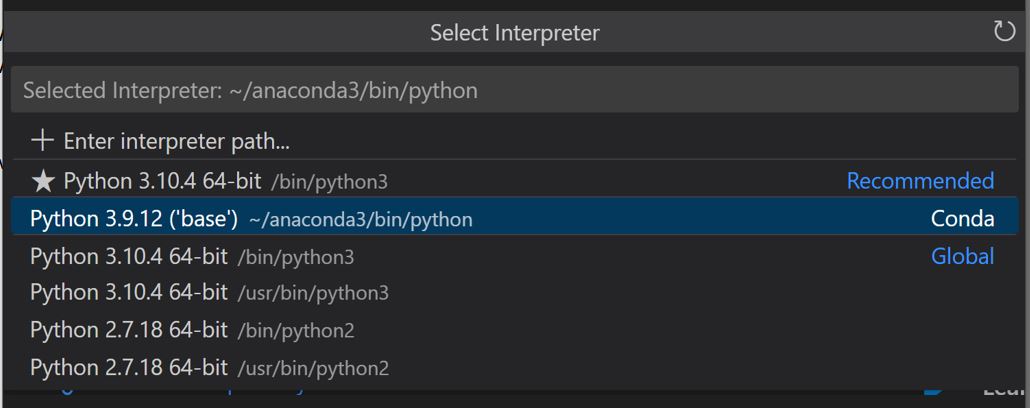 Select Interpreter
Selected Interpreter: ~/anaconda3/bin/python
+ Enter interpreter path...
★ Python 3.10.4 64-bit /bin/python3 Recommended
Python 3.9.12 ('base') ~/anaconda3/bin/python Conda
Python 3.10.4 64-bit /bin/python3 Global
Python 3.10.4 64-bit /usr/bin/python3
Python 2.7.18 64-bit /bin/python2
Python 2.7.18 64-bit /usr/bin/python2